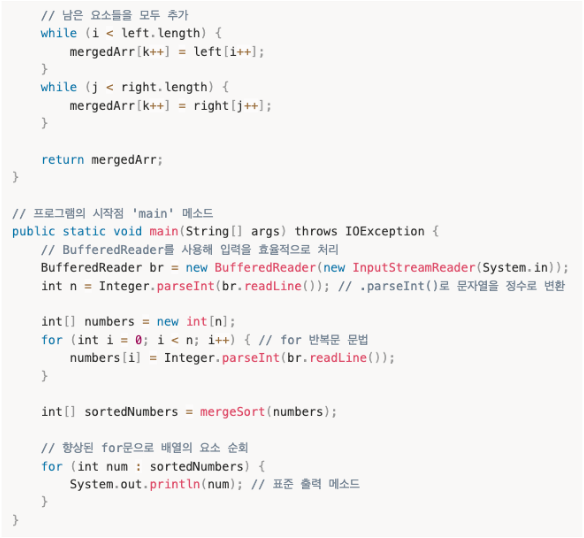 // 남은 요소들을 모두 추가
while (i < left.length) {
mergedArr[k++] = left[i++];
}
while (j < right.length) {
mergedArr[k++] = right[j++];
}
return mergedArr;
}
// 프로그램의 시작점 'main' 메소드
public static void main(String[] args) throws IOException {
// BufferedReader를 사용해 입력을 효율적으로 처리
BufferedReader br = new BufferedReader(new InputStreamReader(System.in));
int n = Integer.parseInt(br.readLine()); // .parseInt()로 문자열을 정수로 변환
int[] numbers = new int[n];
for (int i = 0; i < n; i++) { // for 반복문 문법
numbers[i] = Integer.parseInt(br.readLine());
}
int[] sortedNumbers = mergeSort(numbers);
// 향상된 for문으로 배열의 요소 순회
for (int num : sortedNumbers) {
System.out.println(num); // 표준 출력 메소드
}
}